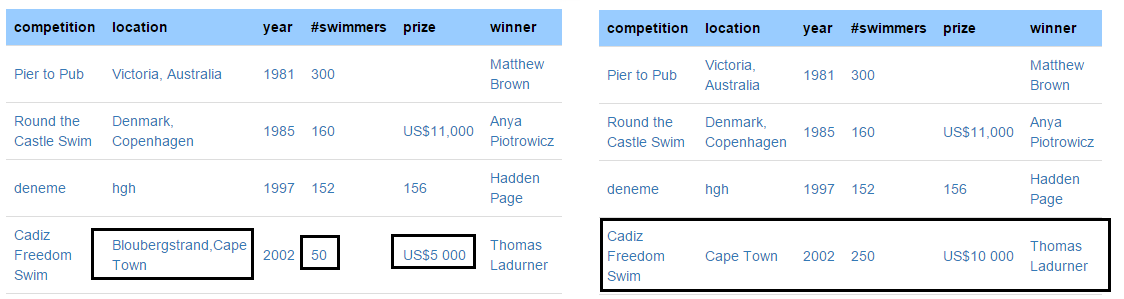 competition location year #swimmers prize winner
Pier to Pub Victoria, Australia 1981 300 Matthew
Brown
Round the Denmark, 1985 160 US$11,000 Anya
Castle Swim Copenhagen Piotrowicz
deneme hgh 1997 152 156 Hadden
Page
Cadiz
Freedom Bloubergstrand,Cape 2002 50 US$5 000 Thomas
Swim Town Ladurner
competition location year #swimmers prize winner
Pier to Pub Victoria, 1981 300 Matthew
Australia Brown
Round the Denmark, 1985 160 US$11,000 Anya
Castle Swim Copenhagen Piotrowicz
deneme hgh 1997 152 156 Hadden
Page
Cadiz
Freedom Cape Town 2002 250 US$10 000 Thomas
Swim Ladurner